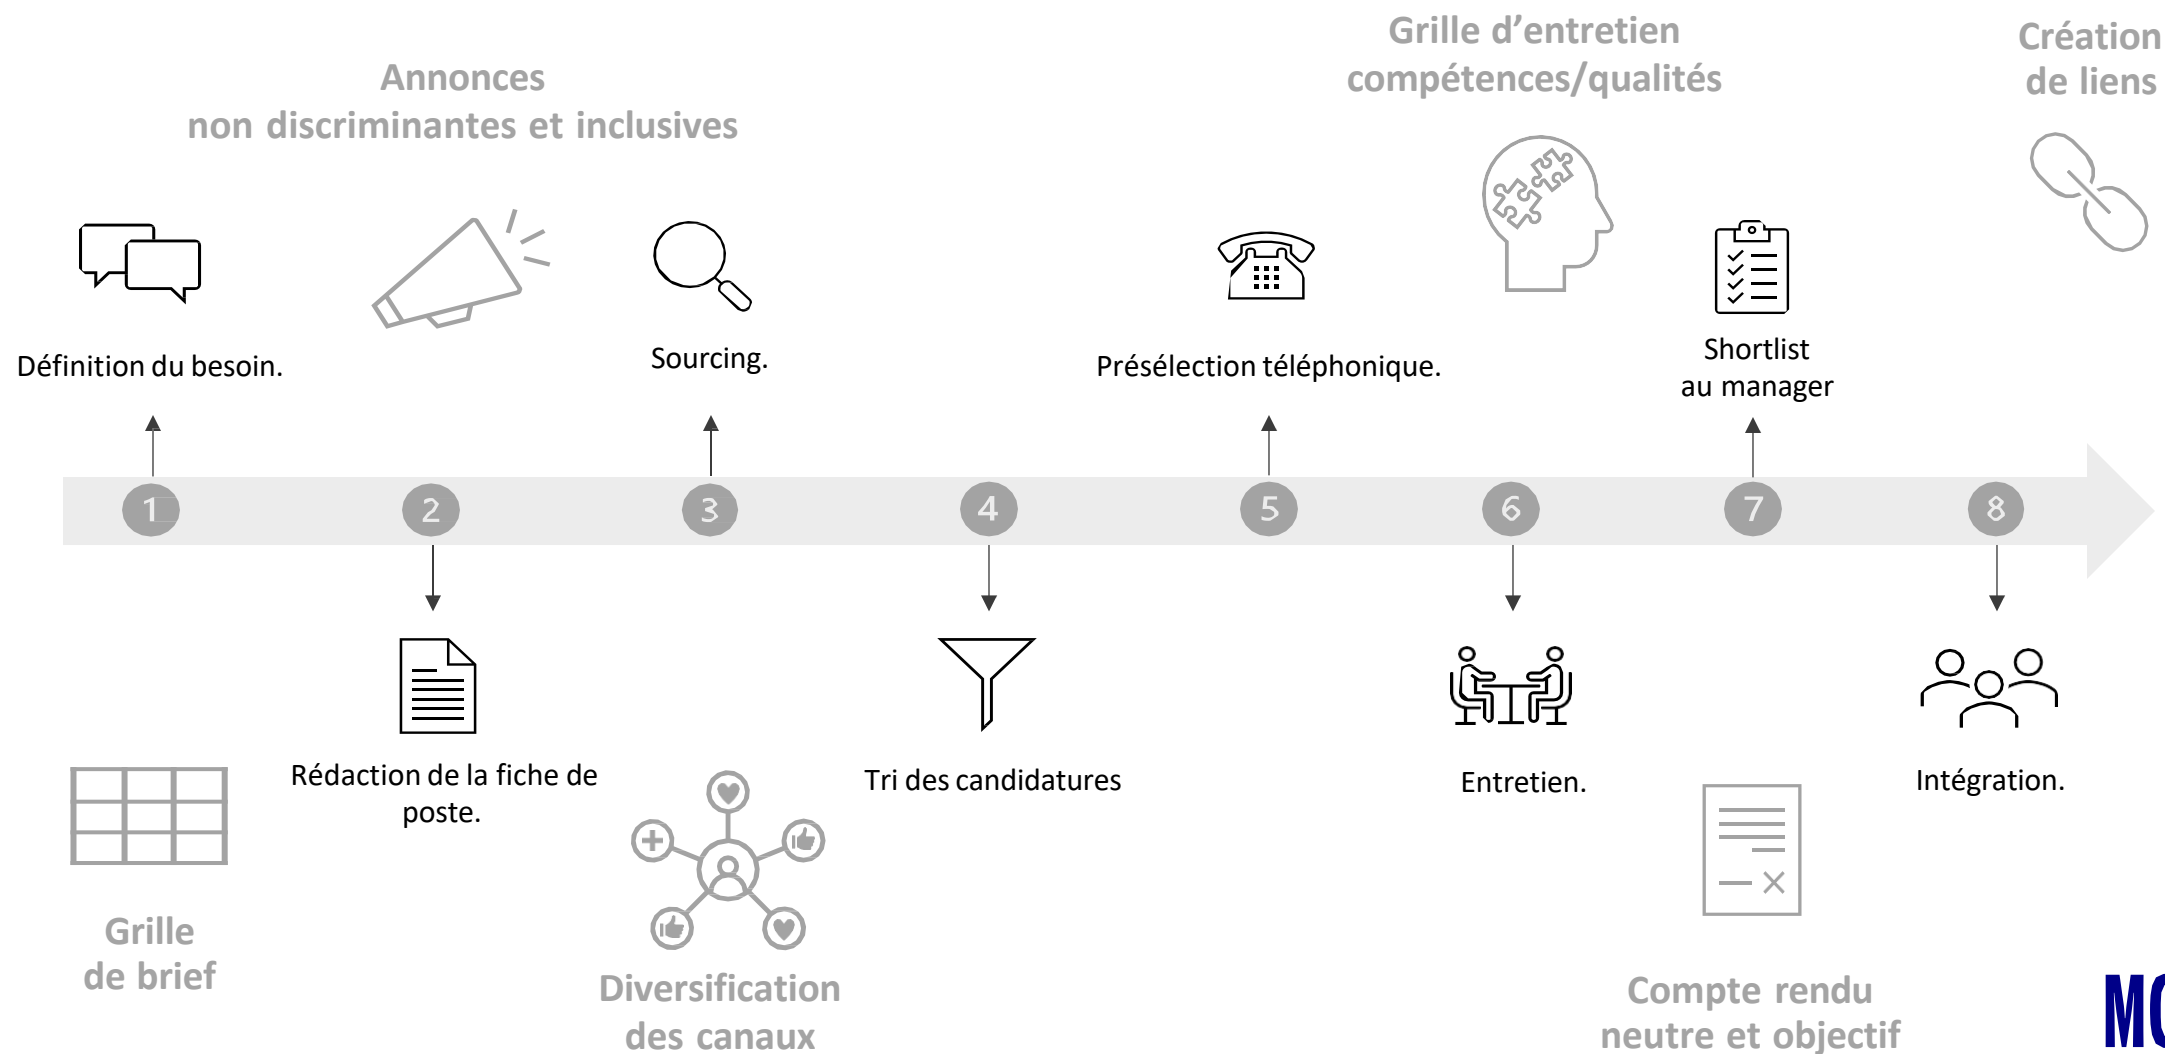 Grille d’entretien
compétences/qualités
Création
de liens
Annonces
non discriminantes et inclusives
Définition du besoin.
Sourcing.
Présélection téléphonique.
Shortlist
au manager
1
2
3
4
5
6
7
8
Rédaction de la fiche de
poste.
Tri des candidatures
Entretien.
Intégration.
Grille
de brief
Diversification
des canaux
Compte rendu
neutre et objectif